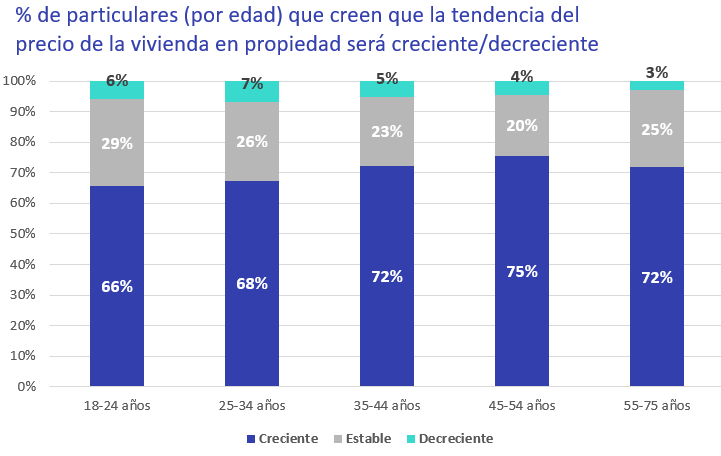 % de particulares (por edad) que creen que la tendencia del
precio de la vivienda en propiedad será creciente/decreciente
100%
90%
80%
70%
60%
50%
40%
30%
20%
10%
0%
6% 7% 5% 4% 3%
29% 26% 23% 20% 25%
66% 68% 72% 75% 72%
18-24 años 25-34 años 35-44 años 45-54 años 55-75 años
Creciente Estable Decreciente